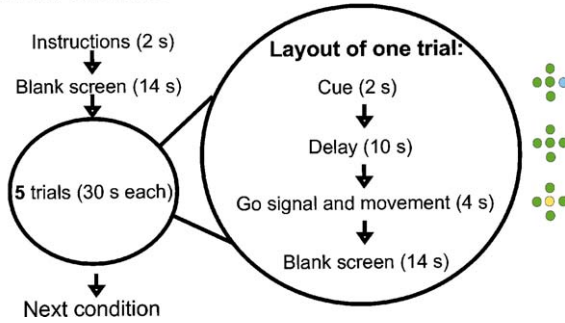 Instructions (2 s)
Blank screen (14 s)
5 trials (30 s each)
Next condition
Layout of one trial:
Cue (2 s)
Delay (10 s)
Go signal and movement (4 s)
Blank screen (14 s)